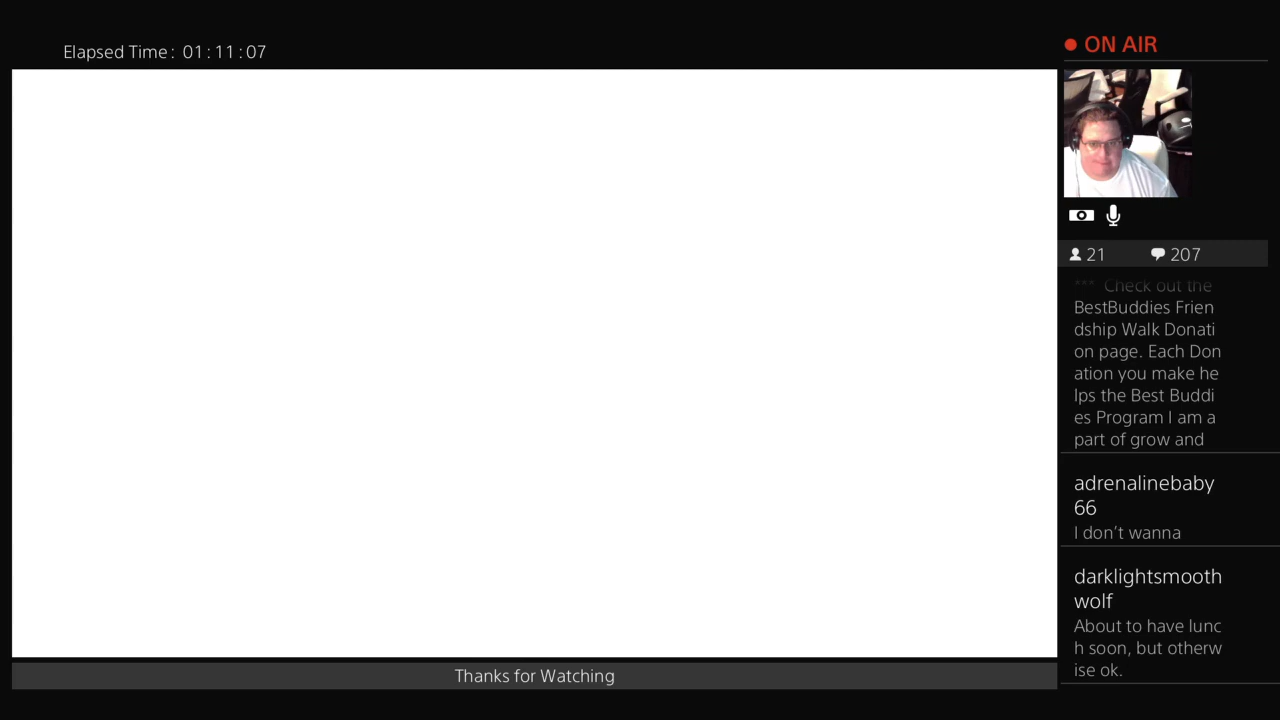 Elapsed Time: 01:11:07
ON AIR
21
207
*** Check out the
BestBuddies Frien
dship Walk Donati
on page. Each Don
ation you make he
lps the Best Buddi
es Program I am a
part of grow and
adrenalinebaby
66
I don't wanna
darklightsmooth
wolf
About to have lunc
h soon, but otherw
ise ok.
Thanks for Watching